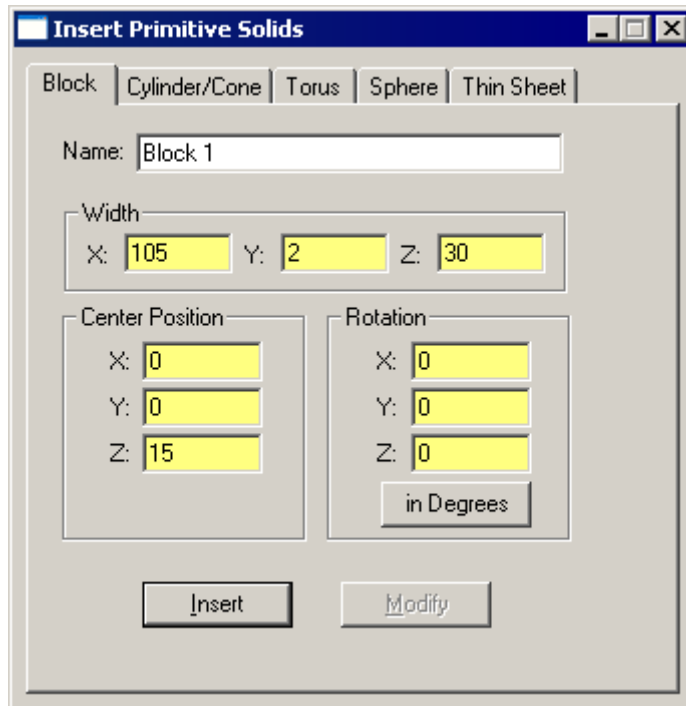 Insert Primitive Solids
Block Cylinder/Cone Torus Sphere Thin Sheet
Name: Block 1
Width
X: 105 Y: 2 Z: 30
Center Position
X: 0
Y: 0
Z: 15
Rotation
X: 0
Y: 0
Z: 0
in Degrees
Insert Modify